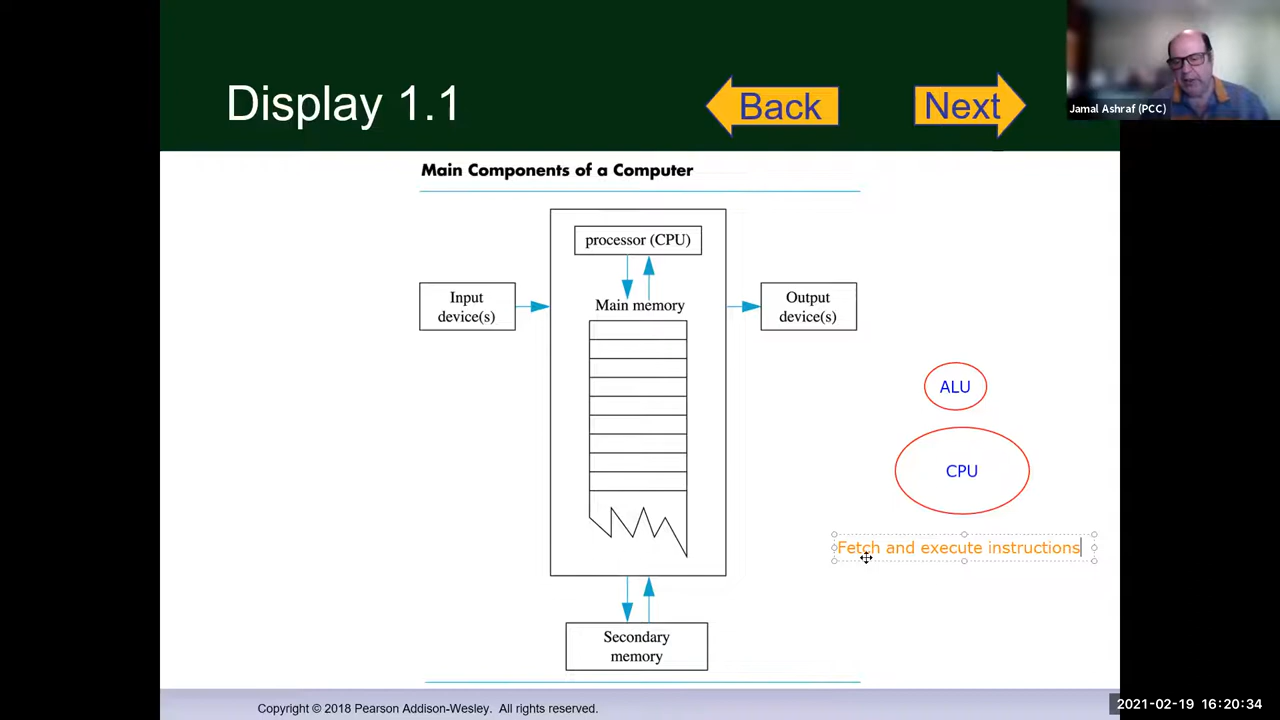 Display 1.1
Back
Next
Jamal Ashraf (PCC)
Main Components of a Computer
processor (CPU)
Main memory
Input
device(s)
Output
device(s)
ALU
CPU
Fetch and execute instructions
Secondary
memory
Copyright © 2018 Pearson Addison-Wesley. All rights reserved.
2021-02-19 16:20:34